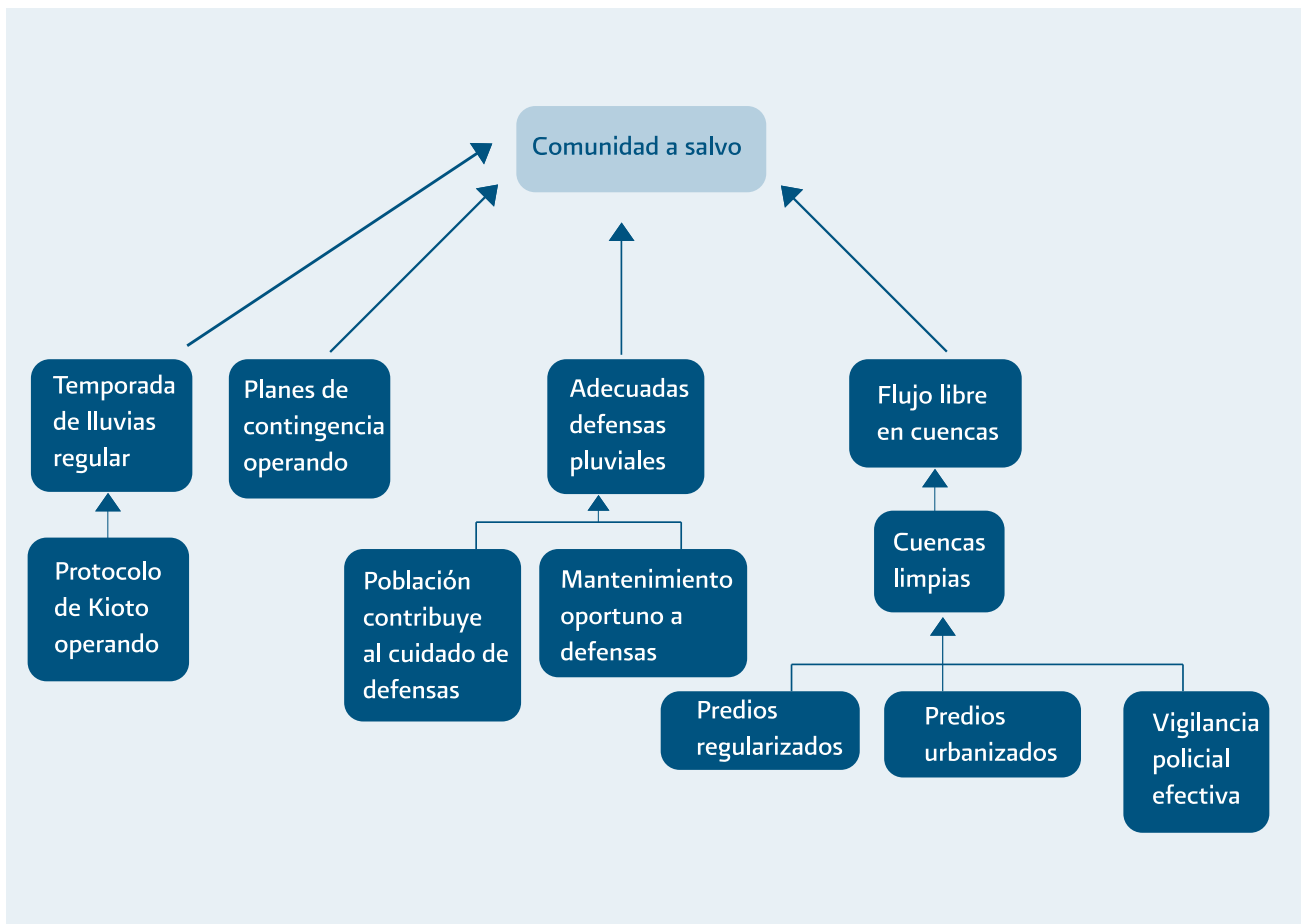 Comunidad a salvo
Temporada
de lluvias
regular
Planes de
contingencia
operando
Adecuadas
defensas
pluviales
Flujo libre
en cuencas
Protocolo
de Kioto
operando
Población
contribuye
al cuidado de
defensas
Mantenimiento
oportuno a
defensas
Cuencas
limpias
Predios
regularizados
Predios
urbanizados
Vigilancia
policial
efectiva